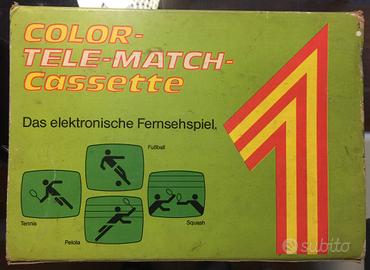 COLOR-
TELE-MATCH-
Cassette
1
Das elektronische Fernsehspiel.
Fußball
Tennis
Pelota
Squash
subito